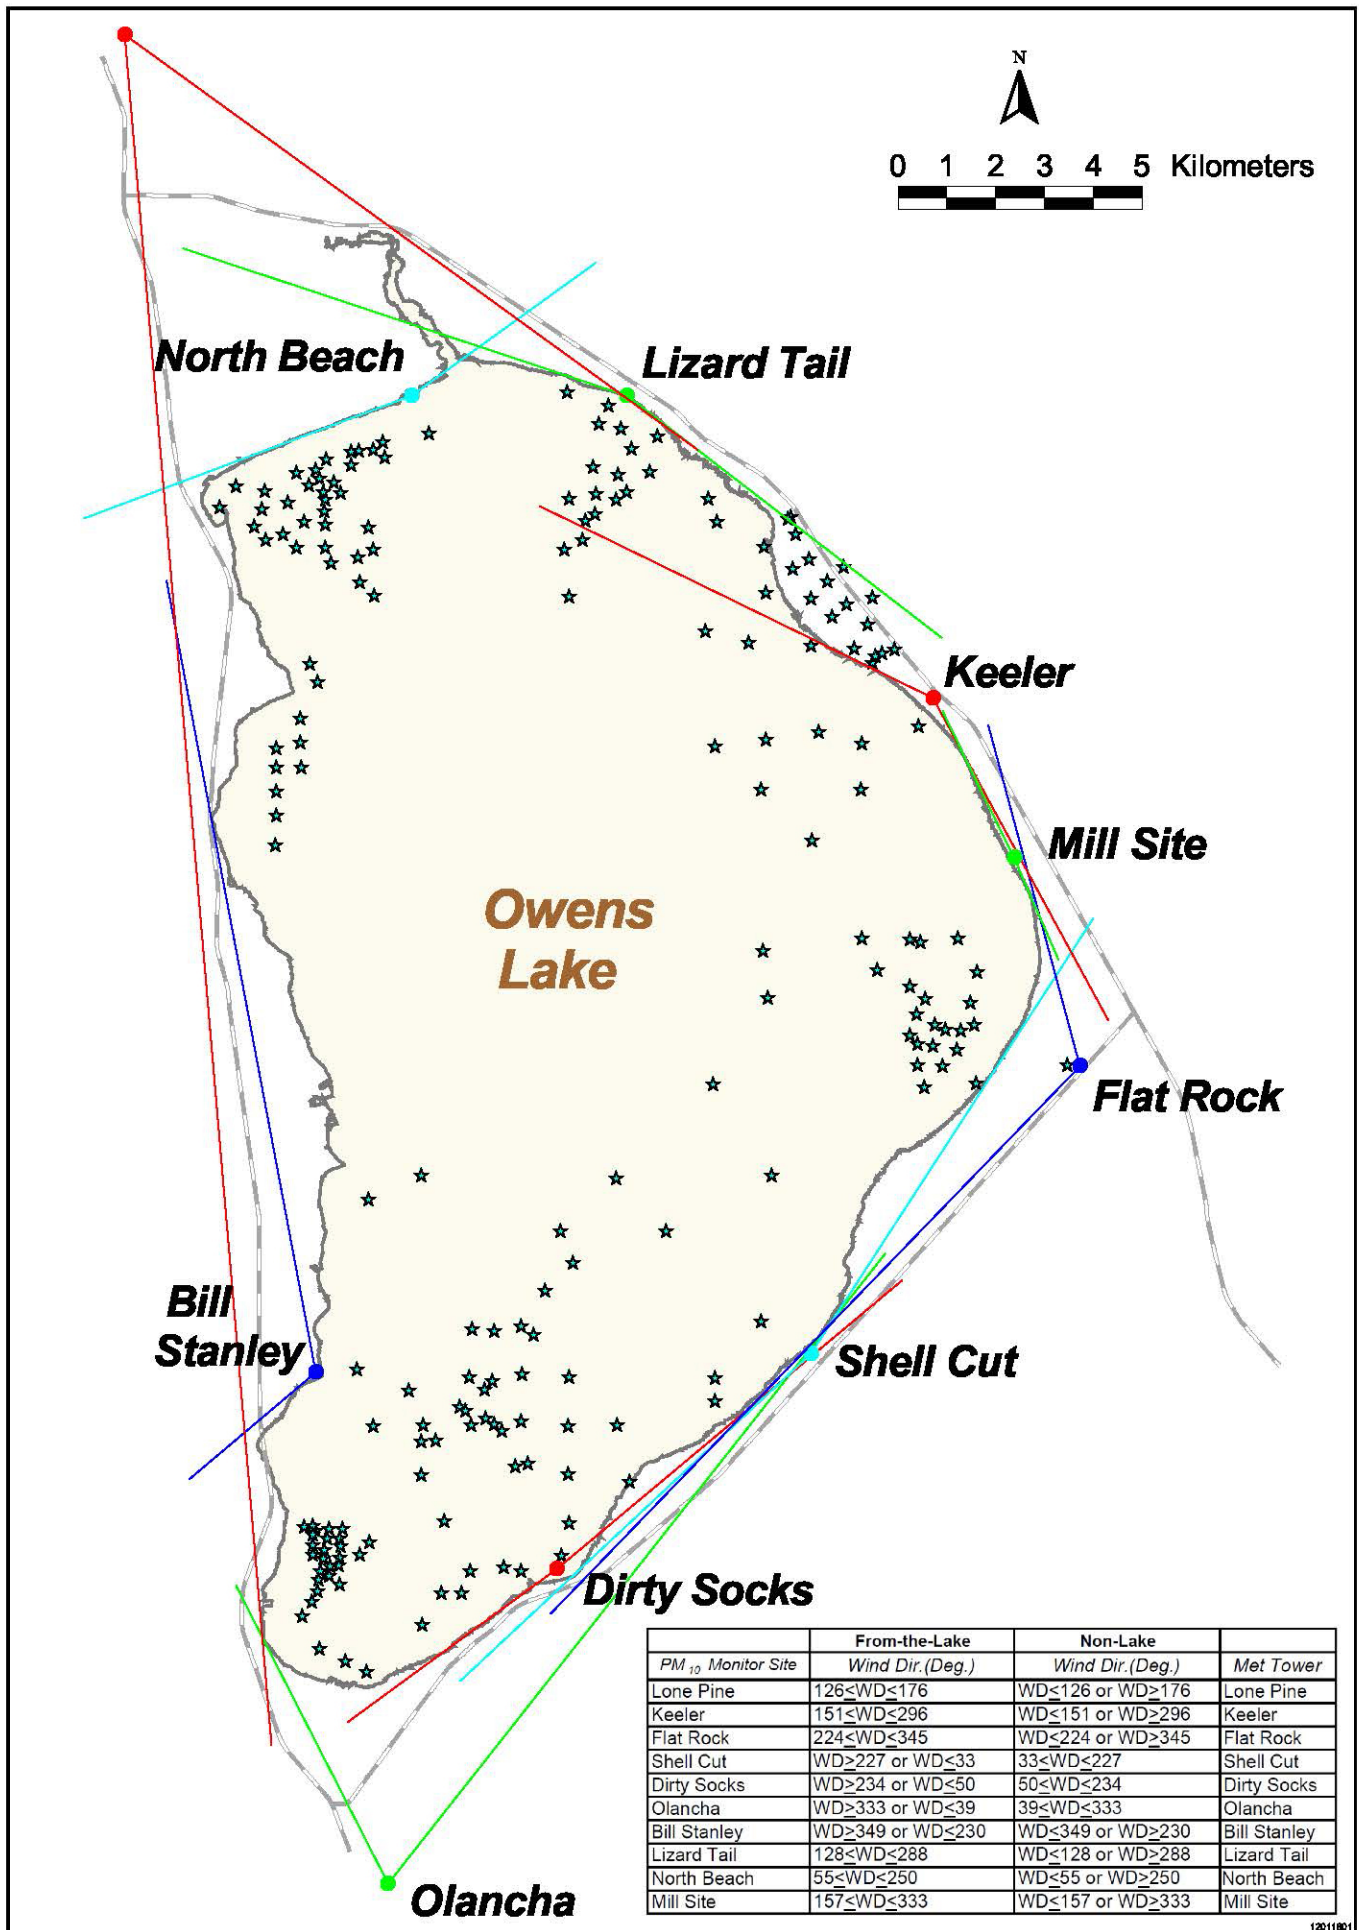 N
0 1 2 3 4 5 Kilometers
North Beach
Lizard Tail
Keeler
Mill Site
Owens
Lake
Flat Rock
Bill
Stanley
Shell Cut
Dirty Socks
Olancha
From-the-Lake Non-Lake
PM10 Monitor Site Wind Dir.(Deg.) Wind Dir.(Deg.) Met Tower
Lone Pine 126≤WD≤176 WD≤126 or WD≥176 Lone Pine
Keeler 151≤WD≤296 WD≤151 or WD≥296 Keeler
Flat Rock 224≤WD≤345 WD≤224 or WD≥345 Flat Rock
Shell Cut WD≥227 or WD≤33 33≤WD≤227 Shell Cut
Dirty Socks WD≥234 or WD≤50 50≤WD≤234 Dirty Socks
Olancha WD≥333 or WD≤39 39≤WD≤333 Olancha
Bill Stanley WD≥349 or WD≤230 WD≤349 or WD≥230 Bill Stanley
Lizard Tail 128≤WD≤288 WD≤128 or WD≥288 Lizard Tail
North Beach 55≤WD≤250 WD≤55 or WD≥250 North Beach
Mill Site 157≤WD≤333 WD≤157 or WD≥333 Mill Site
12011801